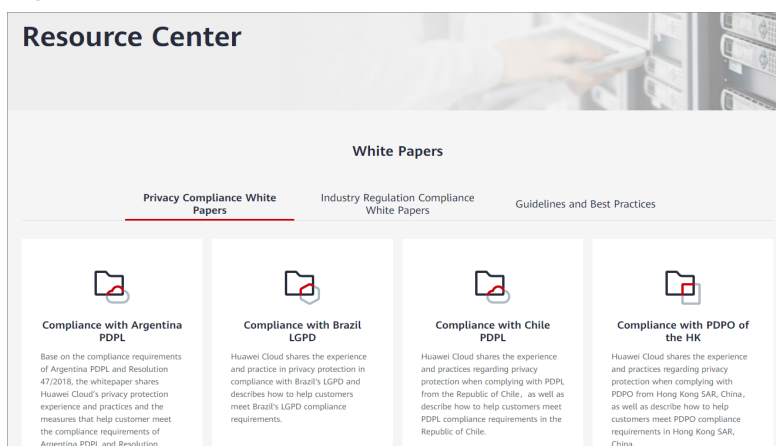 Resource Center
White Papers
Privacy Compliance White
Papers
Industry Regulation Compliance
White Papers
Guidelines and Best Practices
Compliance with Argentina
PDPL
Base on the compliance requirements
of Argentina PDPL and Resolution
47/2018, the whitepaper shares
Huawei Cloud's privacy protection
experience and practices and the
measures that help customer meet
the compliance requirements of
Argentina PDPL and Resolution
Compliance with Brazil
LGPD
Huawei Cloud shares the experience
and practice in privacy protection in
compliance with Brazil's LGPD and
describes how to help customers
meet Brazil's LGPD compliance
requirements.
Compliance with Chile
PDPL
Huawei Cloud shares the experience
and practices regarding privacy
protection when complying with PDPL
from the Republic of Chile，as well as
describe how to help customers meet
PDPL compliance requirements in the
Republic of Chile.
Compliance with PDPO of
the HK
Huawei Cloud shares the experience
and practices regarding privacy
protection when complying with
PDPO from Hong Kong SAR, China，
as well as describe how to help
customers meet PDPO compliance
requirements in Hong Kong SAR,
China.